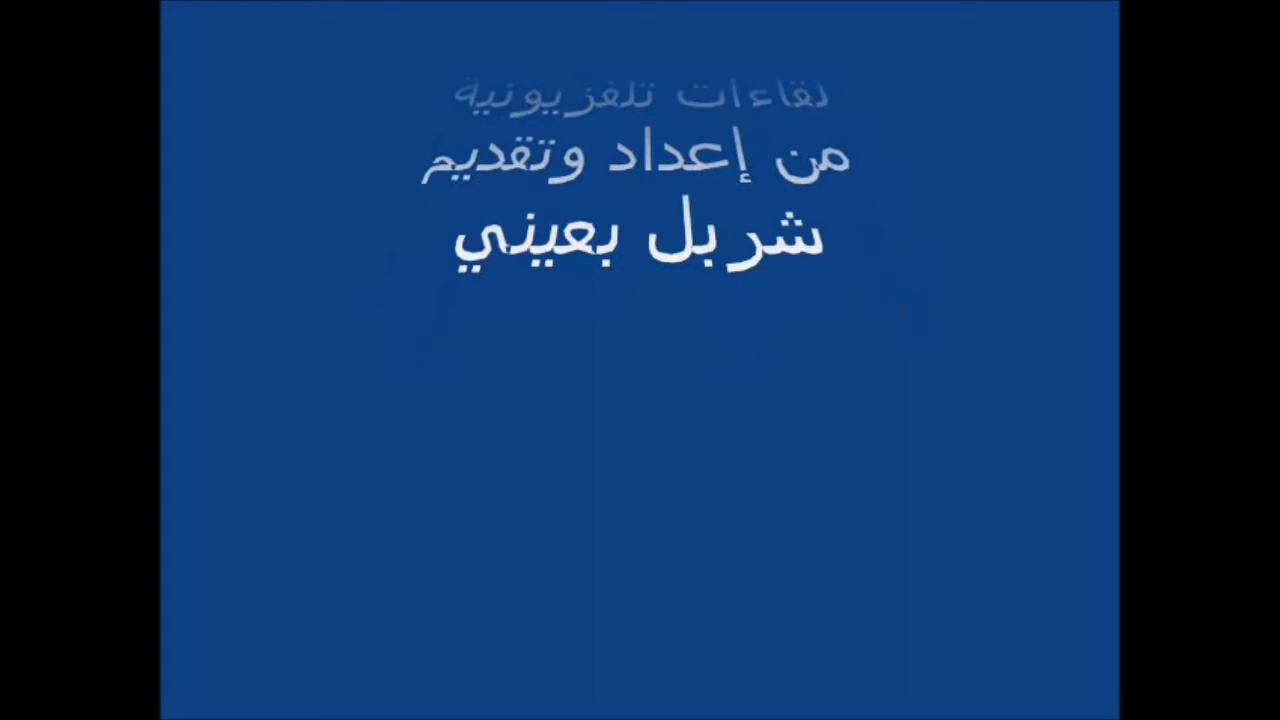 لقاءات تلفزيونية
من إعداد وتقديم
شربل بعيني